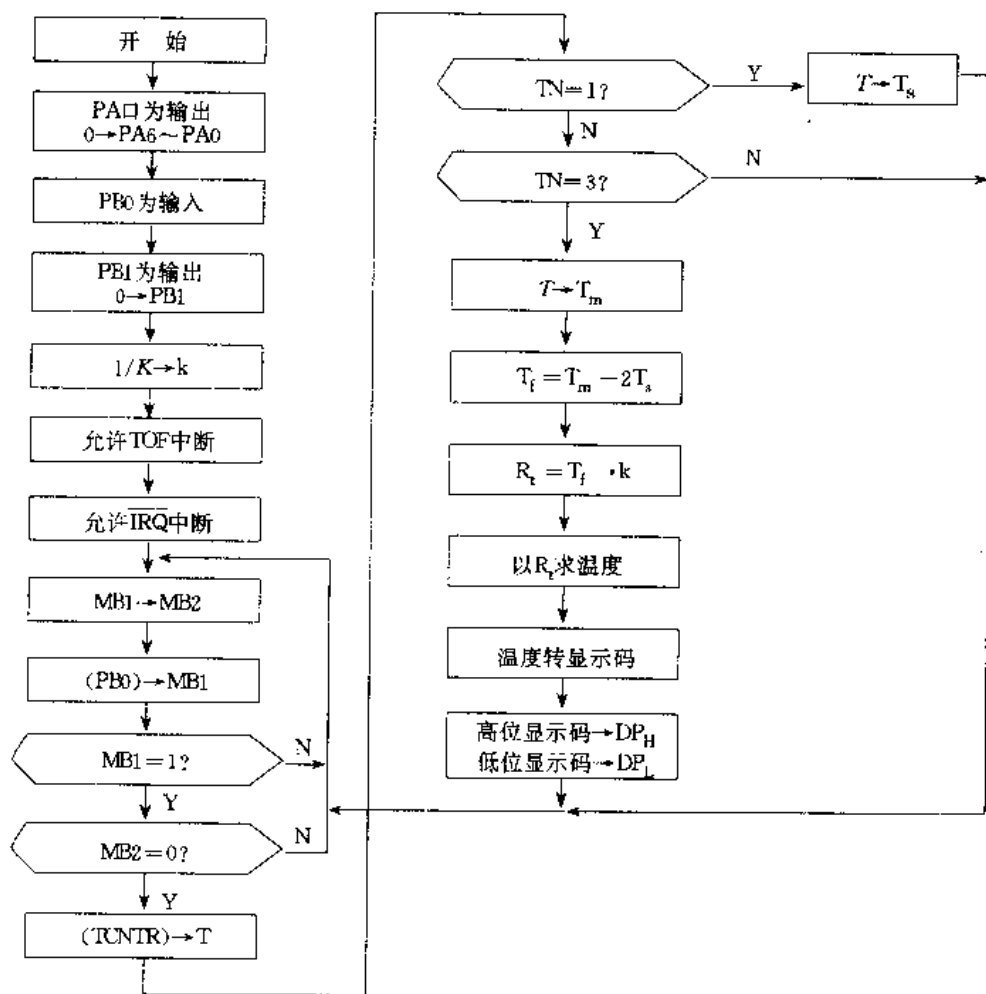 开 始
PA口为输出
0→PA6~PA0
PB0为输入
PB1为输出
0→PB1
1/K→k
允许TOF中断
允许I̅R̅Q̅中断
MB1→MB2
(PB0)→MB1
MB1=1?
N
Y
MB2=0?
N
Y
(TCNTR)→T
TN=1?
Y
T→Ts
N
TN=3?
N
Y
T→Tm
Tf=Tm-2Ts
Rt=Tf·k
以Rt求温度
温度转显示码
高位显示码→DPH
低位显示码→DPL